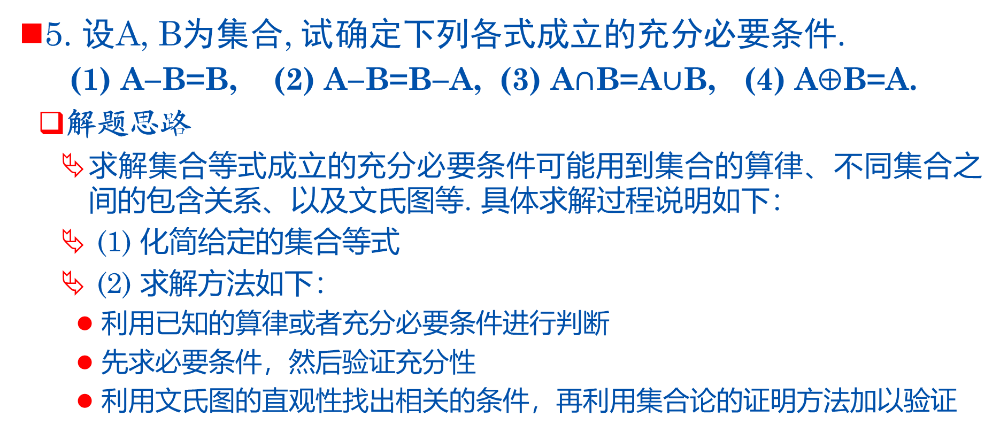 5. 设A, B为集合, 试确定下列各式成立的充分必要条件.
(1) A–B=B, (2) A–B=B–A, (3) A∩B=A∪B, (4) A⊕B=A.
解题思路
求解集合等式成立的充分必要条件可能用到集合的算律、不同集合之
间的包含关系、以及文氏图等. 具体求解过程说明如下：
(1) 化简给定的集合等式
(2) 求解方法如下：
利用已知的算律或者充分必要条件进行判断
先求必要条件，然后验证充分性
利用文氏图的直观性找出相关的条件，再利用集合论的证明方法加以验证